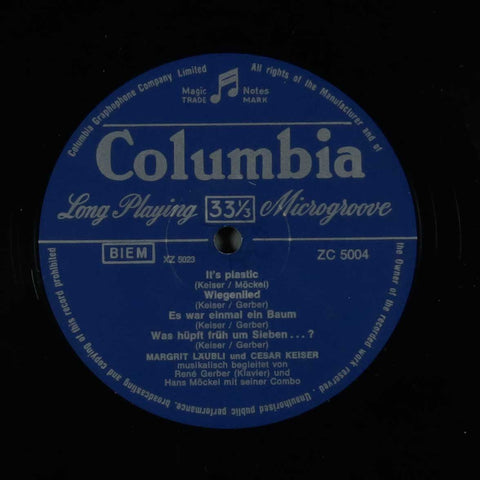 Columbia Graphophone Company Limited
All rights of the Manufacturer and of
the Owner of the recorded work reserved. Unauthorised public performance, broadcasting and copying of this record prohibited
Magic Notes
TRADE MARK
Columbia
Long Playing 33⅓ Microgroove
BIEM XZ 5023 ZC 5004
It's plastic
(Keiser / Möckel)
Wiegenlied
(Keiser / Gerber)
Es war einmal ein Baum
(Keiser / Gerber)
Was hüpft früh um Sieben...?
(Keiser / Gerber)
MARGRIT LÄUBLI und CESAR KEISER
musikalisch begleitet von
René Gerber (Klavier) und
Hans Möckel mit seiner Combo